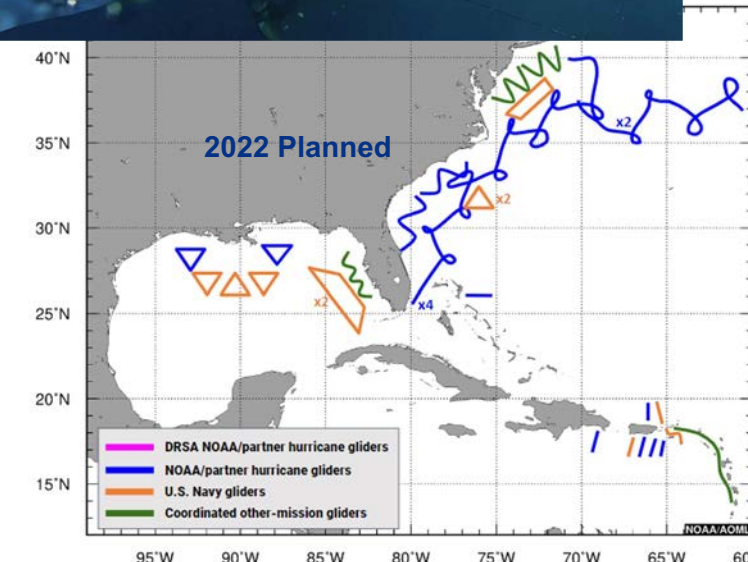 40°N
35°N
30°N
25°N
20°N
15°N
2022 Planned
x2
x2
x2
x4
DRSA NOAA/partner hurricane gliders
NOAA/partner hurricane gliders
U.S. Navy gliders
Coordinated other-mission gliders
NOAA/AOML
95°W 90°W 85°W 80°W 75°W 70°W 65°W 60